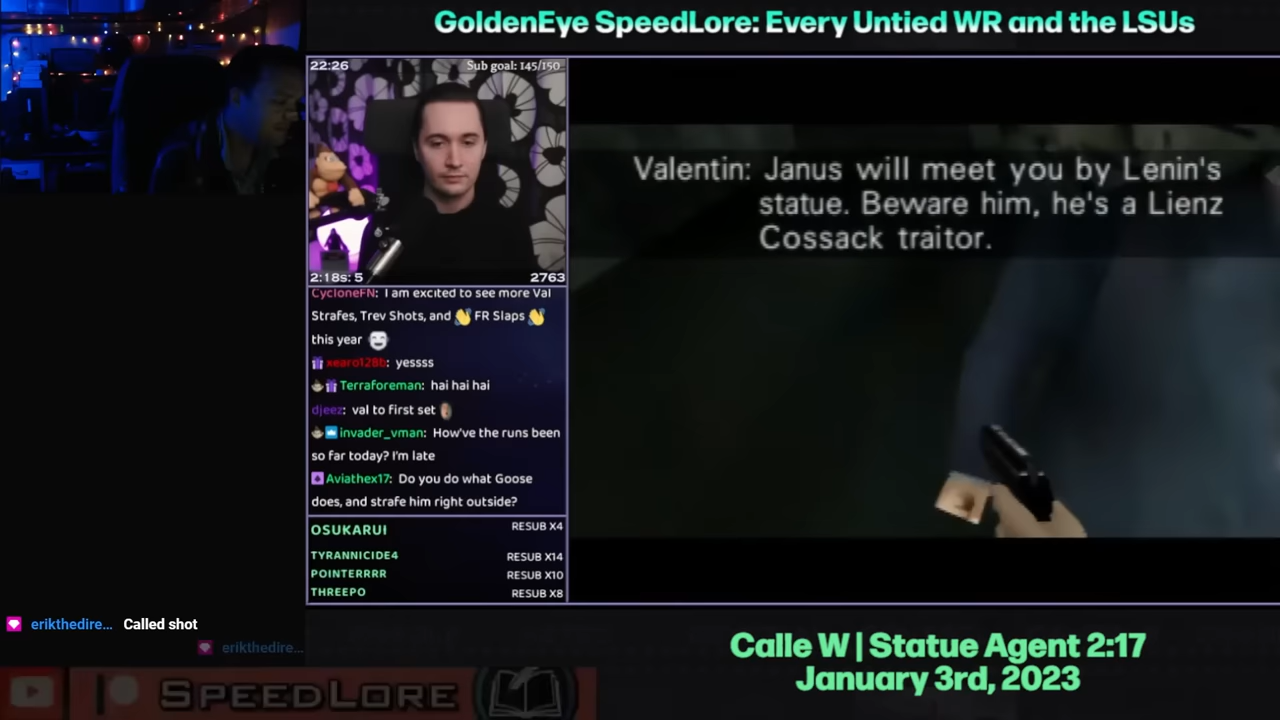 GoldenEye SpeedLore: Every Untied WR and the LSUs
22:26
Sub goal: 145/150
Valentin: Janus will meet you by Lenin's
statue. Beware him, he's a Lienz
Cossack traitor.
2:18s: 5
2763
CycloneFN: I am excited to see more Val
Strafes, Trev Shots, and 👋 FR Slaps 👋
this year
xearo128b: yessss
Terraforeman: hai hai hai
djeez: val to first set
invader_vman: How've the runs been
so far today? I'm late
Aviathex17: Do you do what Goose
does, and strafe him right outside?
OSUKARUI RESUB X4
TYRANNICIDE4 RESUB X14
POINTERRRR RESUB X10
THREEPO RESUB X8
erikthedire... Called shot
erikthedire...
Calle W | Statue Agent 2:17
January 3rd, 2023
SPEEDLORE